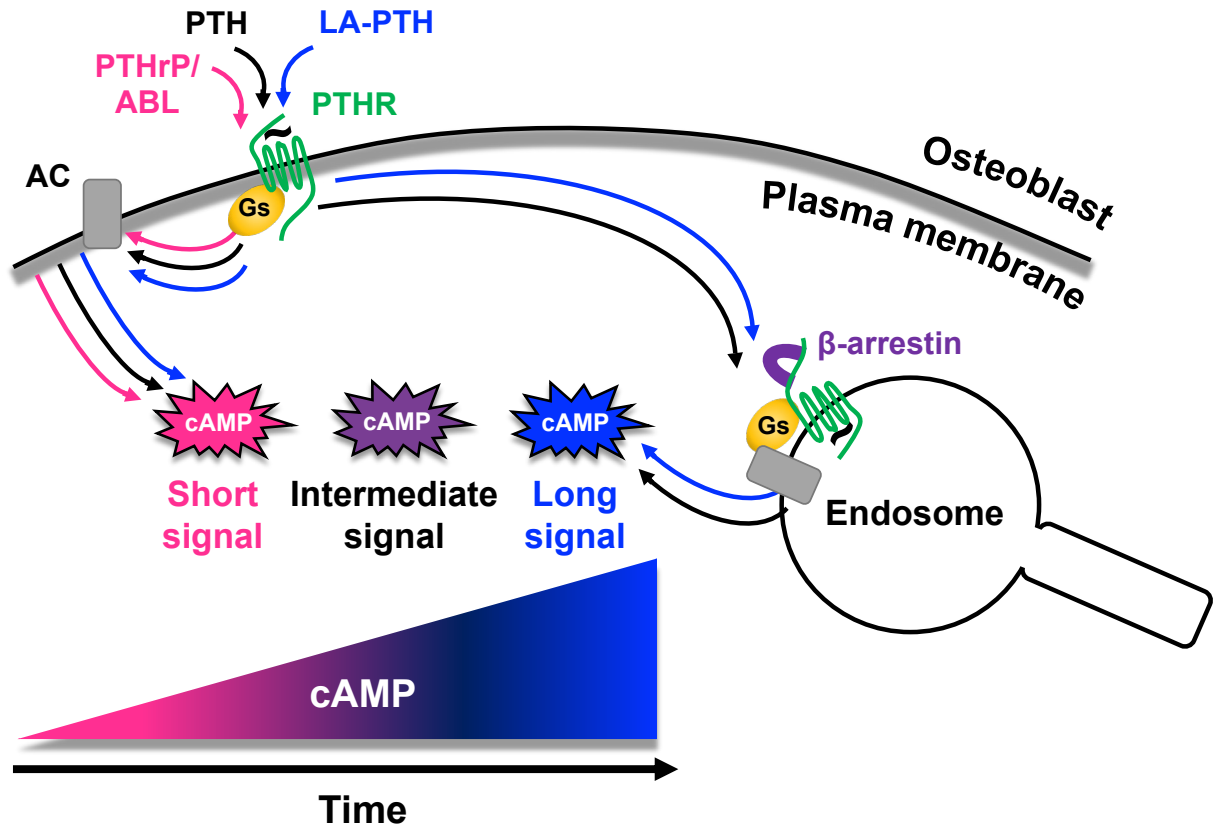 PTH
LA-PTH
PTHrP/
ABL
PTHR
AC
Gs
Osteoblast
Plasma membrane
β-arrestin
cAMP
cAMP
cAMP
Gs
Short
signal
Intermediate
signal
Long
signal
Endosome
cAMP
Time